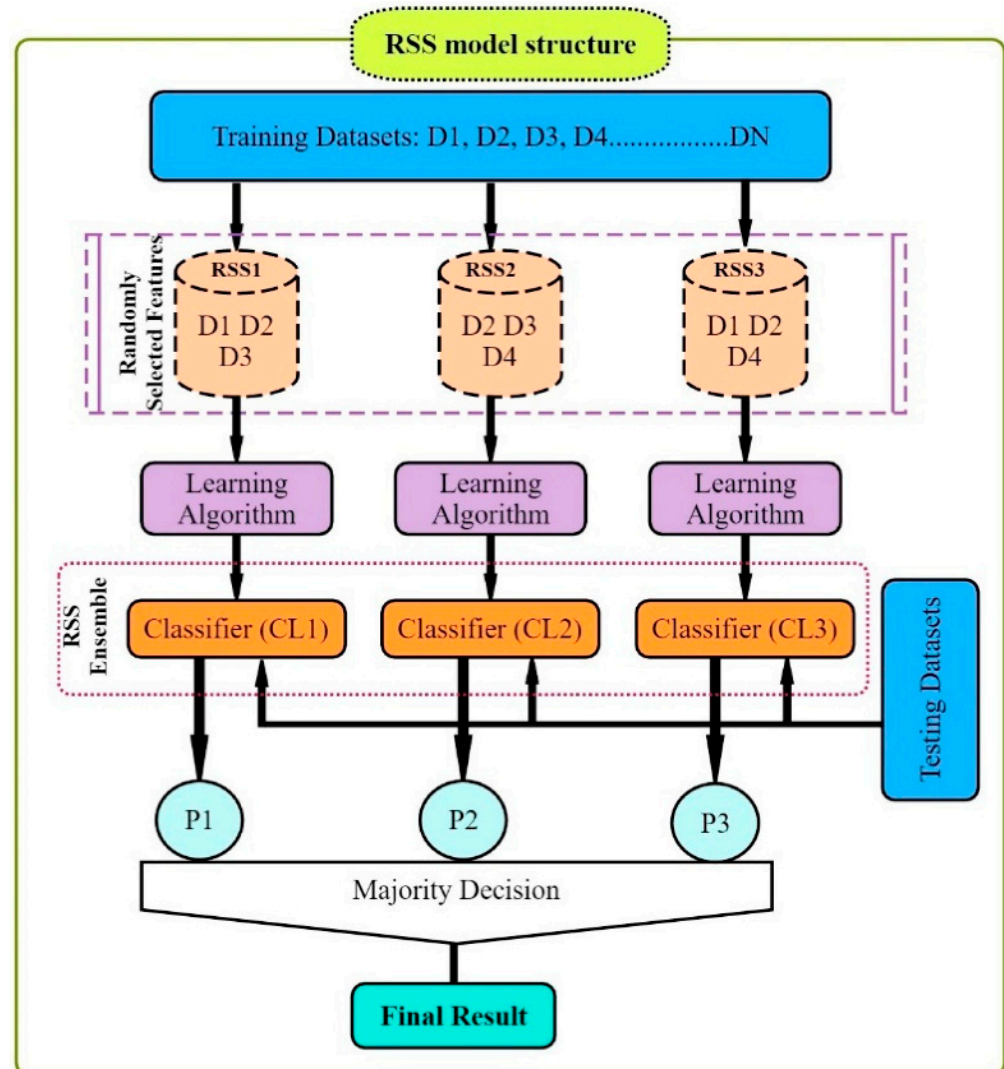 RSS model structure
Training Datasets: D1, D2, D3, D4.................DN
Randomly
Selected Features
RSS1
D1 D2
D3
RSS2
D2 D3
D4
RSS3
D1 D2
D4
Learning
Algorithm
Learning
Algorithm
Learning
Algorithm
RSS
Ensemble
Classifier (CL1)
Classifier (CL2)
Classifier (CL3)
Testing Datasets
P1
P2
P3
Majority Decision
Final Result